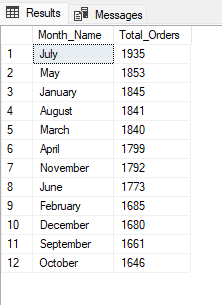 Results Messages
Month_Name Total_Orders
1 July 1935
2 May 1853
3 January 1845
4 August 1841
5 March 1840
6 April 1799
7 November 1792
8 June 1773
9 February 1685
10 December 1680
11 September 1661
12 October 1646